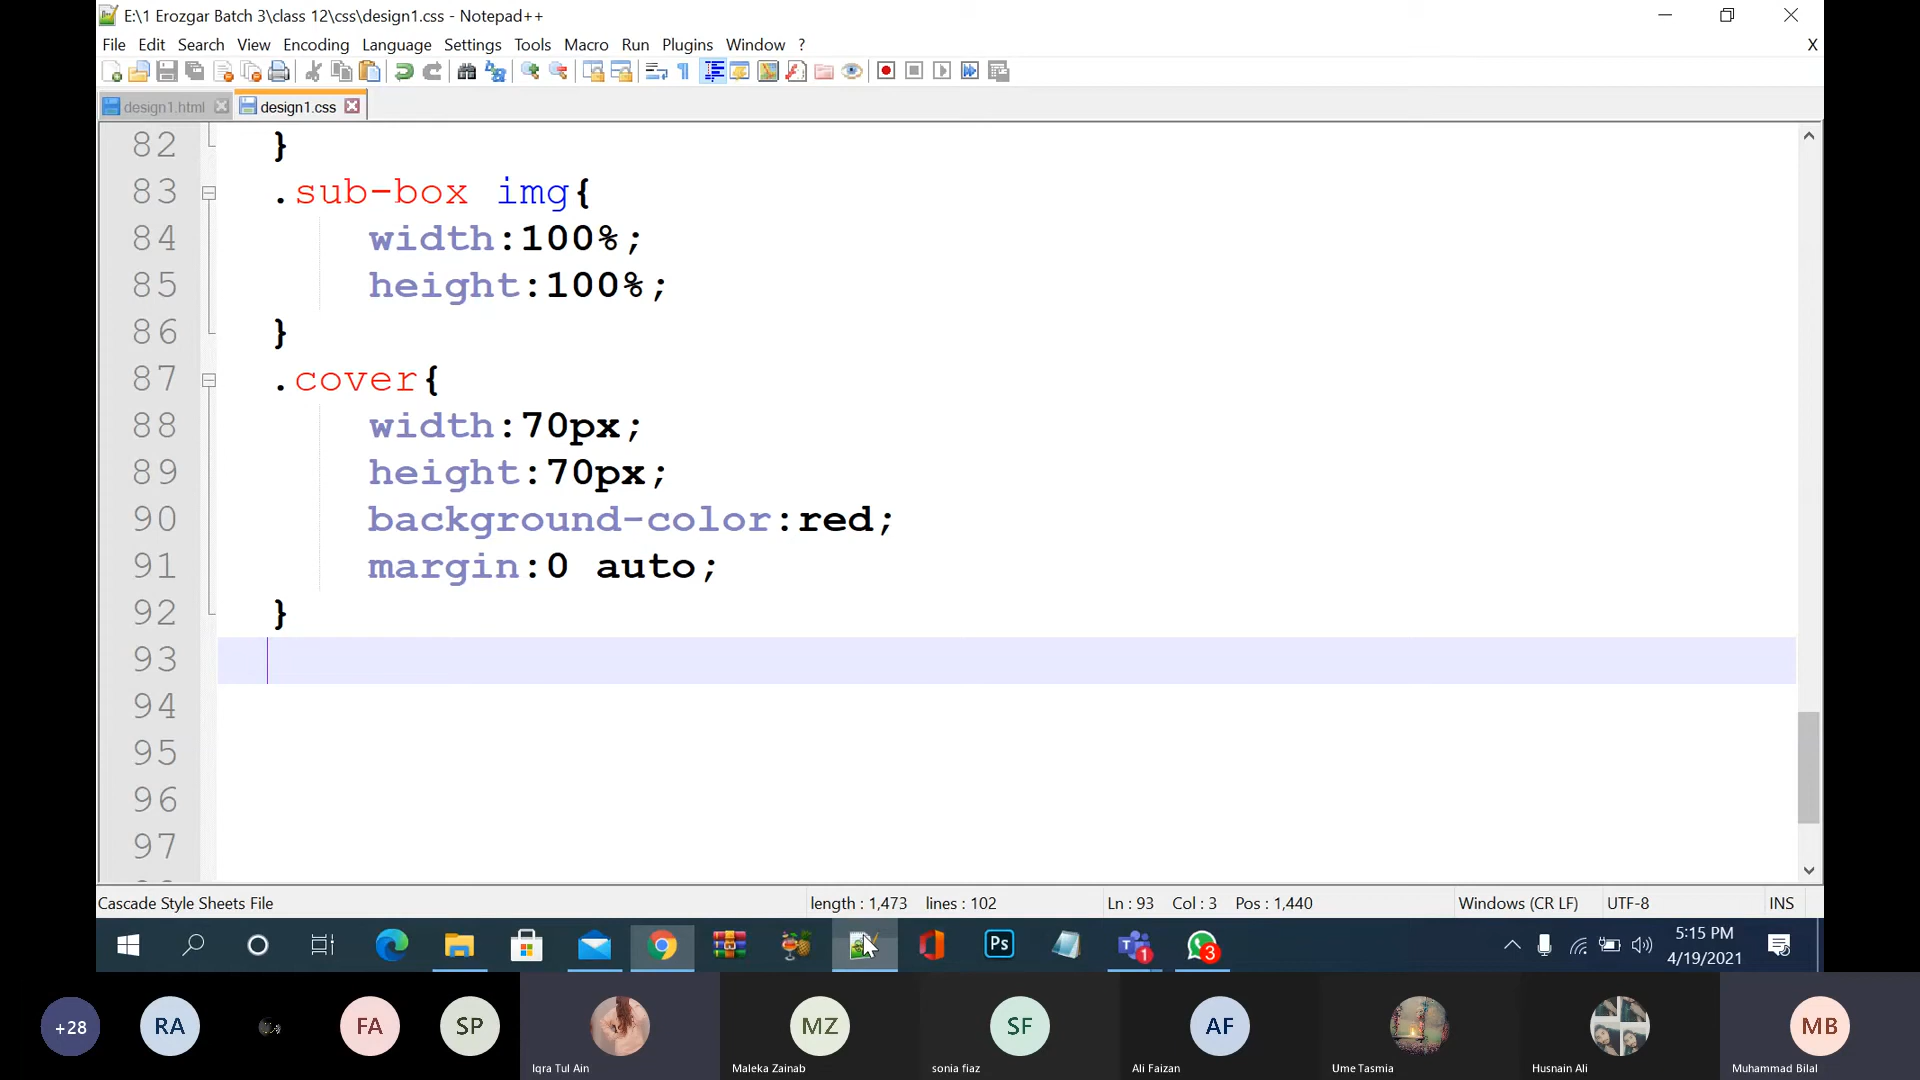 E:\1 Erozgar Batch 3\class 12\css\design1.css - Notepad++
File Edit Search View Encoding Language Settings Tools Macro Run Plugins Window ? X
design1.html design1.css
82 }
83 .sub-box img{
84 width:100%;
85 height:100%;
86 }
87 .cover{
88 width:70px;
89 height:70px;
90 background-color:red;
91 margin:0 auto;
92 }
93
94
95
96
97
Cascade Style Sheets File length : 1,473 lines : 102 Ln : 93 Col : 3 Pos : 1,440 Windows (CR LF) UTF-8 INS
Ps 1 3 5:15 PM
4/19/2021
+28 RA FA SP MZ SF AF MB
Iqra Tul Ain Maleka Zainab sonia fiaz Ali Faizan Ume Tasmia Husnain Ali Muhammad Bilal